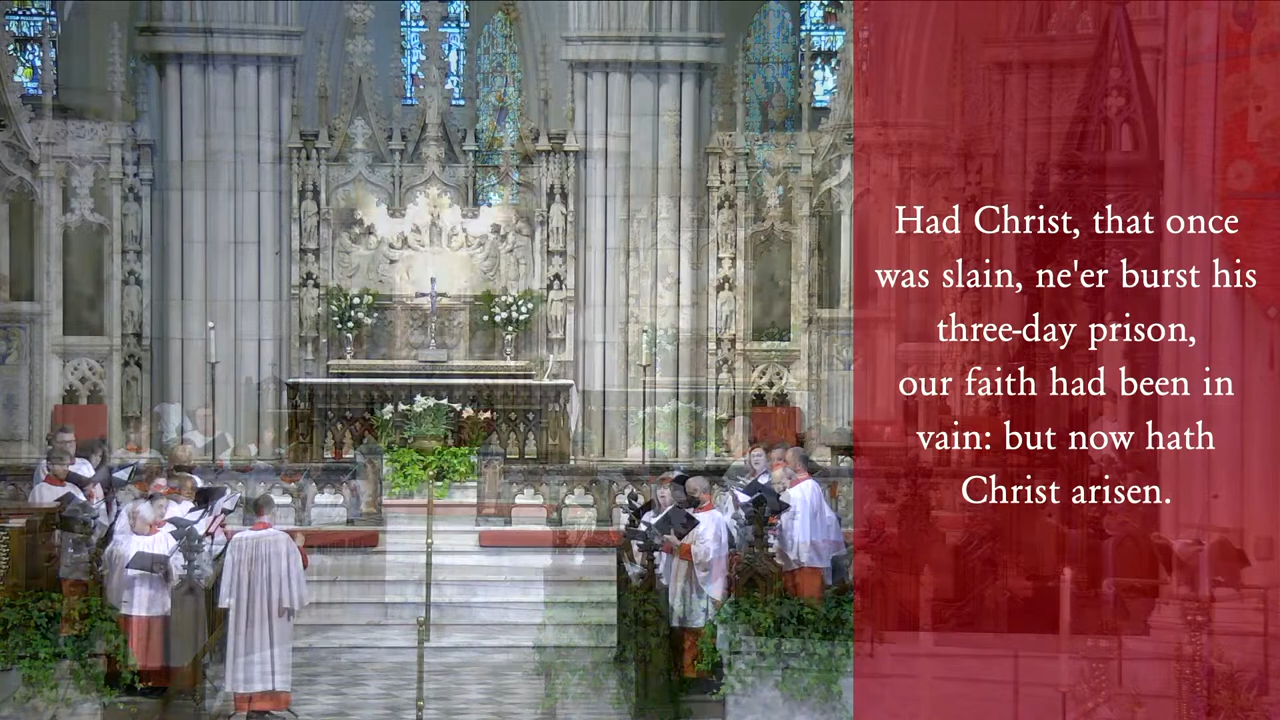 Had Christ, that once
was slain, ne'er burst his
three-day prison,
our faith had been in
vain: but now hath
Christ arisen.